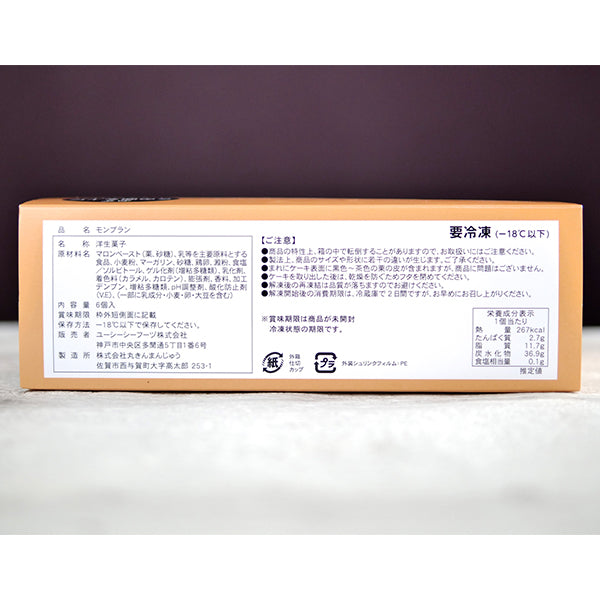 品 名 モンブラン
名 称 洋生菓子
原材料名 マロンペースト(栗、砂糖)、乳等を主要原料とする
食品、小麦粉、マーガリン、砂糖、鶏卵、澱粉、食塩
／ソルビトール、ゲル化剤(増粘多糖類)、乳化剤、
着色料(カラメル、カロテン)、膨張剤、香料、加工
デンプン、増粘多糖類、pH調整剤、酸化防止剤
(V.E)、(一部に乳成分・小麦・卵・大豆を含む)
内 容 量 6個入
賞味期限 枠外短側面に記載
保存方法 −18℃以下で保存してください。
販 売 者 ユーシーシーフーヅ株式会社
神戸市中央区多聞通5丁目1番6号
製 造 所 株式会社丸きんまんじゅう
佐賀市西与賀町大字高太郎 253-1
要冷凍(−18℃以下)
【ご注意】
●商品の特性上、箱の中で転倒することがありますので、お取扱いにはご注意ください。
●製法上、商品のサイズや形状に若干の違いが生じます。ご了承ください。
●まれにケーキ表面に黒色〜茶色の栗の皮が含まれますが、商品に問題はございません。
●ケーキを取り出した後は、乾燥を防ぐためフタを閉めてください。
●解凍後の再凍結は品質が落ちますのでお避けください。
●解凍開始後の消費期限は、冷蔵庫で2日間ですが、お早めにお召し上がりください。
※賞味期限は商品が未開封
冷凍状態の期限です。
紙 外箱
仕切
カップ
プラ 外装シュリンクフィルム:PE
栄養成分表示
1個当たり
熱量 267kcal
たんぱく質 2.7g
脂質 11.7g
炭水化物 36.9g
食塩相当量 0.1g
推定値